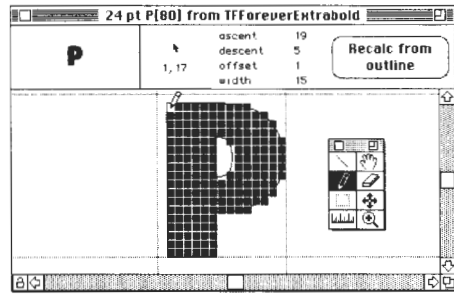 24 pt P[80] from TFForeverExtrabold
P
1,17
ascent 19
descent 5
offset 1
width 15
Recalc from
outline